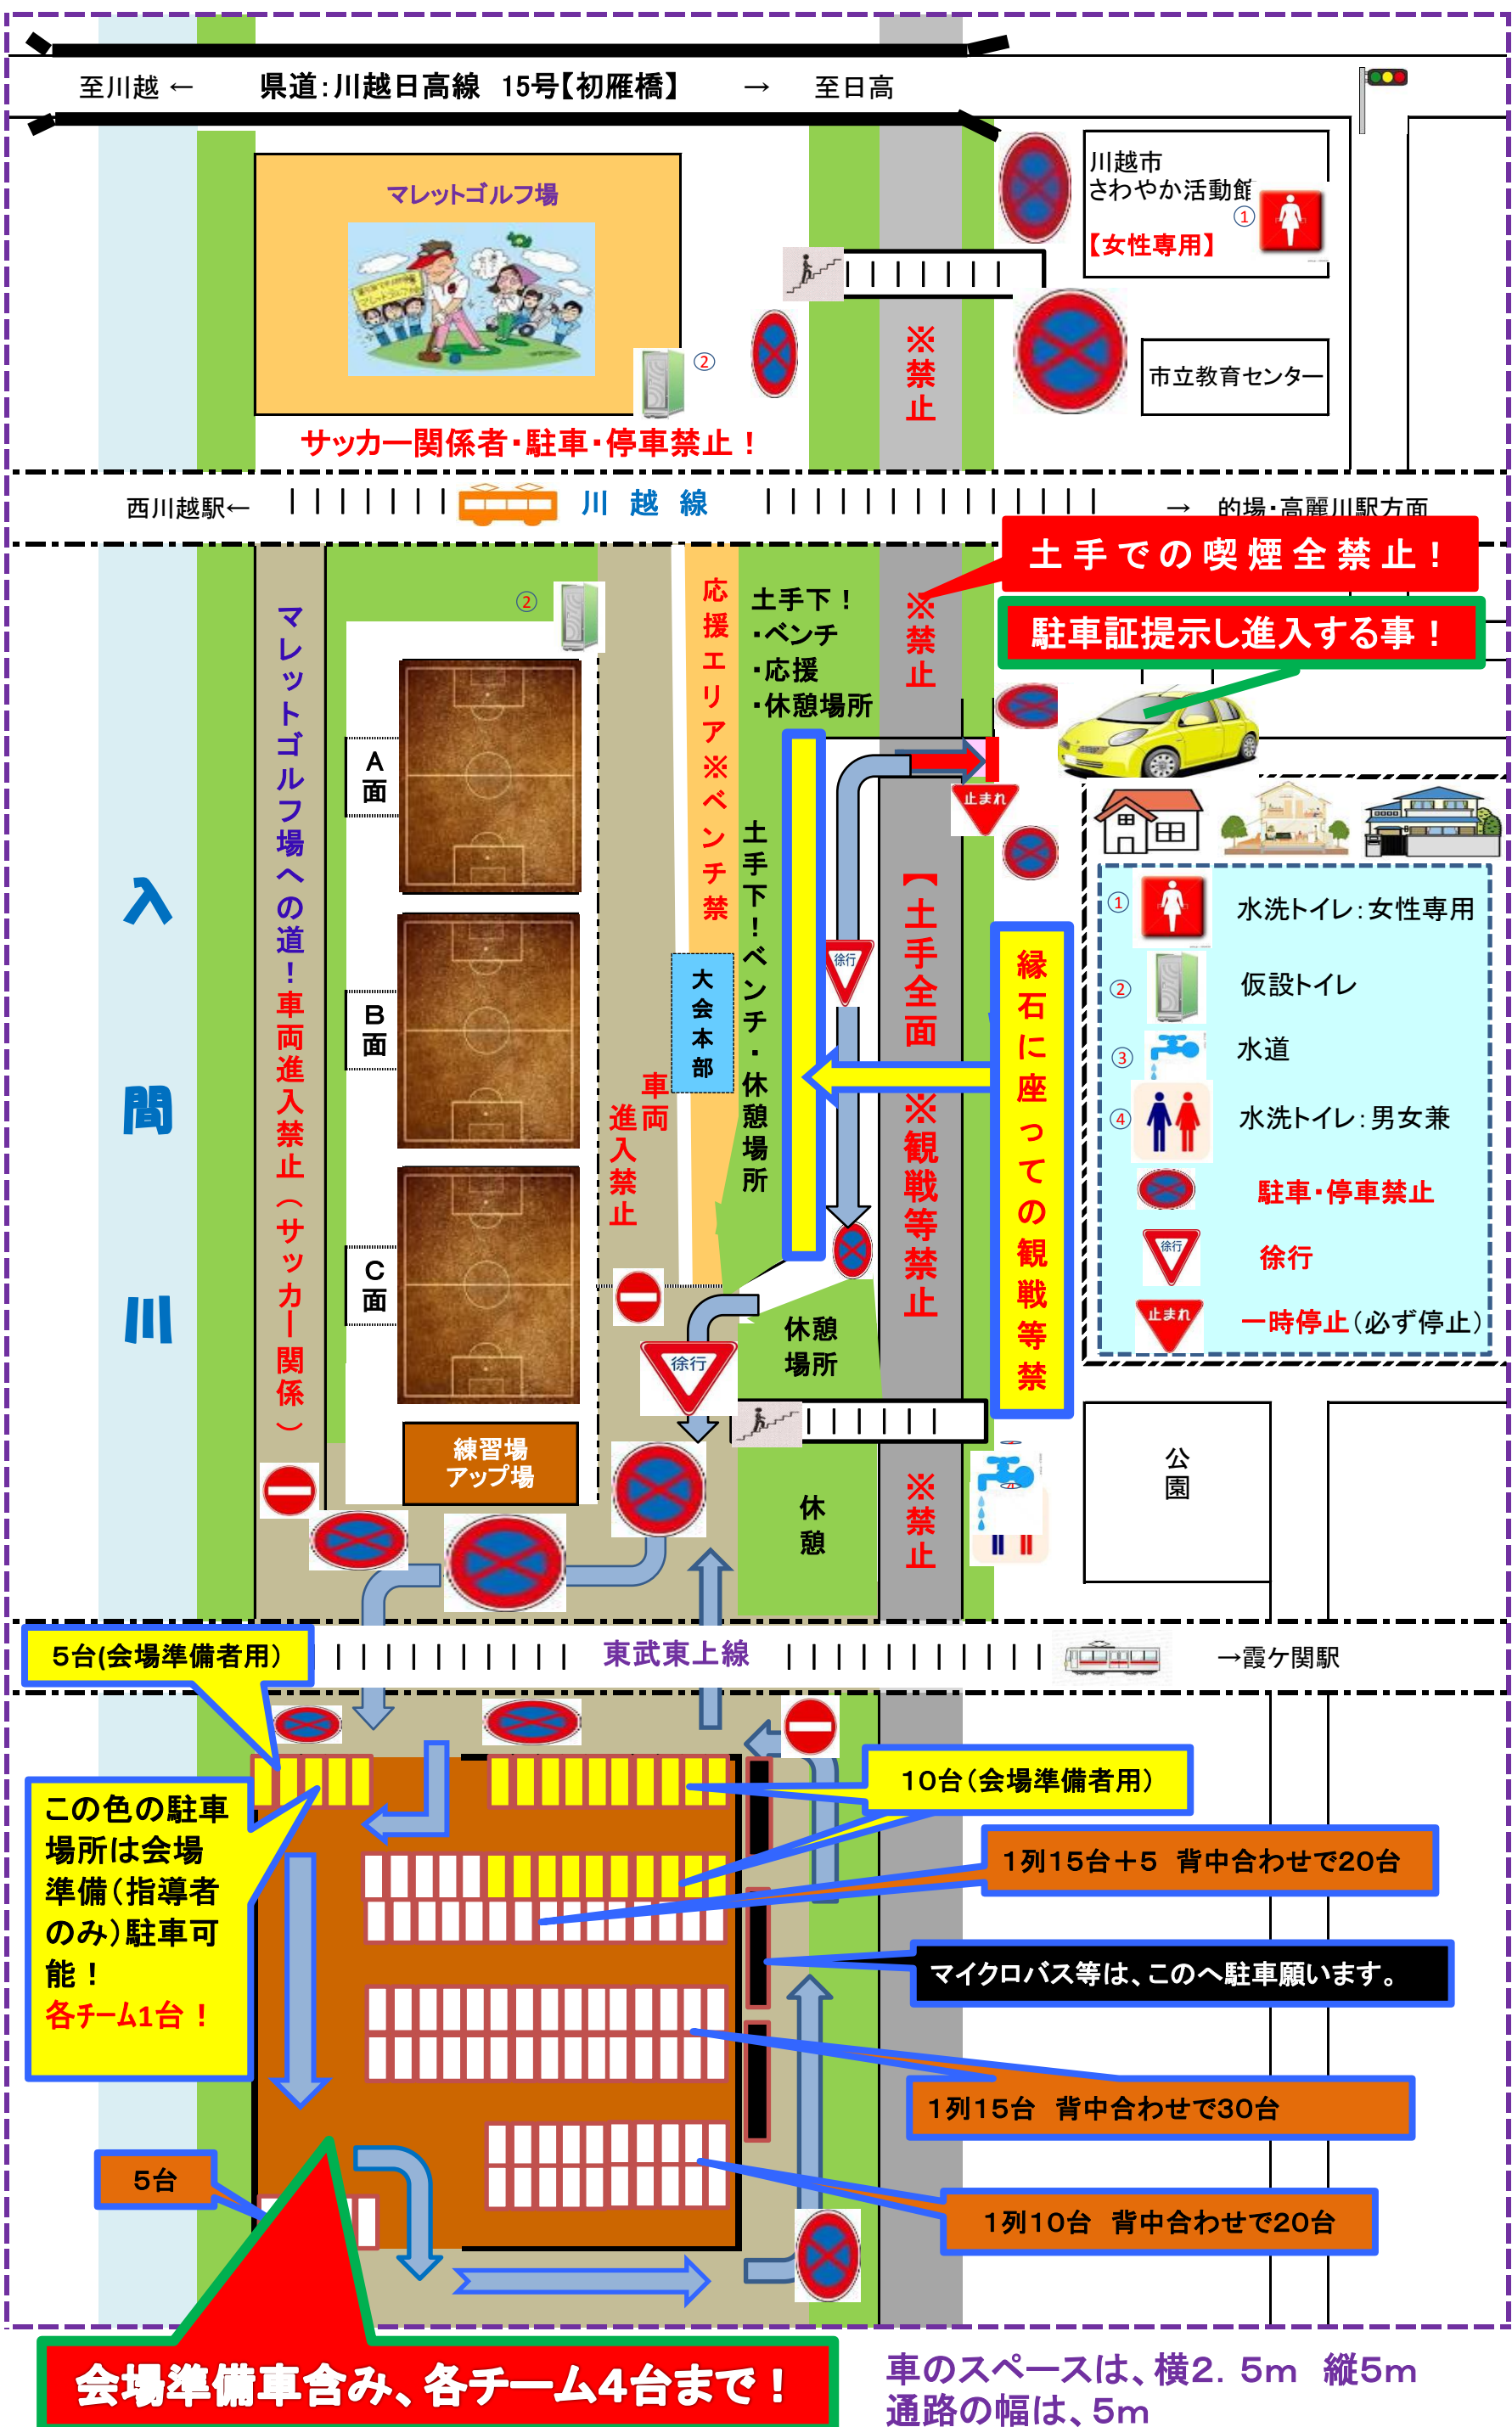 至川越 ← 県道：川越日高線 15号【初雁橋】 → 至日高
マレットゴルフ場
川越市
さわやか活動館
①
【女性専用】
②
※禁止
市立教育センター
サッカー関係者・駐車・停車禁止！
西川越駅← 川越線 → 的場・高麗川駅方面
土手での喫煙全禁止！
駐車証提示し進入する事！
②
応援エリア※ベンチ禁
土手下！
・ベンチ
・応援
・休憩場所
※禁止
マレットゴルフ場への道！車両進入禁止（サッカー関係）
A面
B面
C面
入間川
大会本部
車両
進入禁止
土手下！ベンチ・休憩場所
止まれ
徐行
【土手全面
※観戦等禁止
縁石に座っての観戦等禁
① 水洗トイレ：女性専用
② 仮設トイレ
③ 水道
④ 水洗トイレ：男女兼
駐車・停車禁止
徐行
徐行
止まれ
一時停止（必ず停止）
休憩
場所
徐行
練習場
アップ場
休憩
※禁止
公園
東武東上線
→霞ケ関駅
5台(会場準備者用）
10台（会場準備者用）
この色の駐車
場所は会場
準備（指導者
のみ）駐車可
能！
各チーム1台！
1列15台＋5 背中合わせで20台
マイクロバス等は、このへ駐車願います。
1列15台 背中合わせで30台
5台
1列10台 背中合わせで20台
会場準備車含み、各チーム4台まで！
車のスペースは、横2．5m 縦5m
通路の幅は、5m